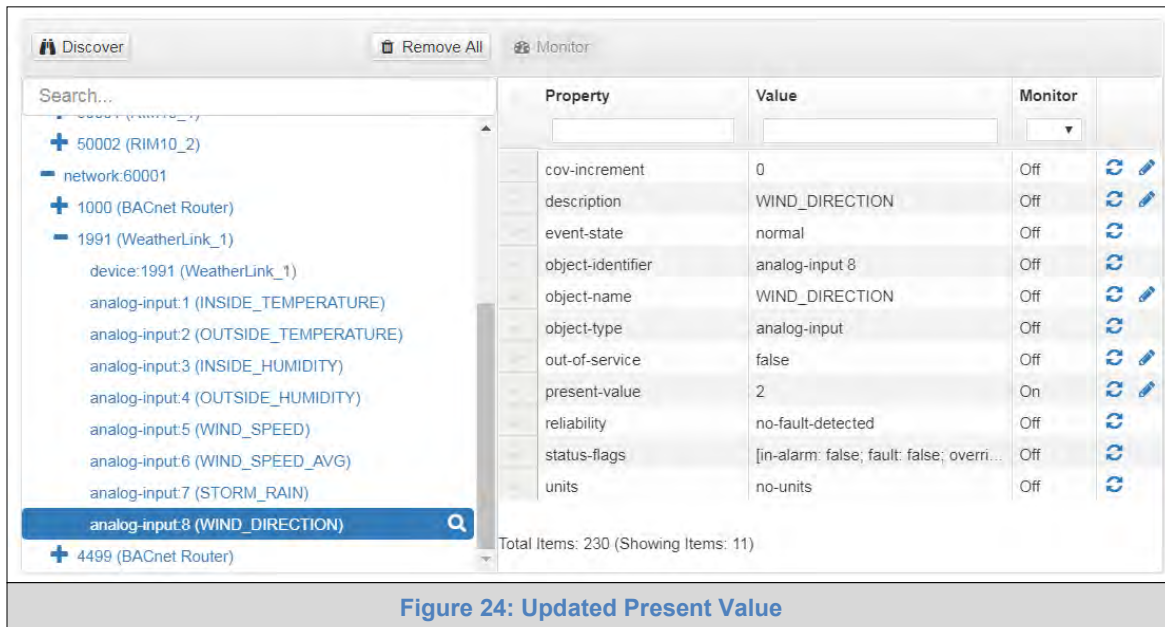 Discover
Remove All
Monitor
Search...
50002 (RIM10_2)
network:60001
1000 (BACnet Router)
1991 (WeatherLink_1)
device:1991 (WeatherLink_1)
analog-input:1 (INSIDE_TEMPERATURE)
analog-input:2 (OUTSIDE_TEMPERATURE)
analog-input:3 (INSIDE_HUMIDITY)
analog-input:4 (OUTSIDE_HUMIDITY)
analog-input:5 (WIND_SPEED)
analog-input:6 (WIND_SPEED_AVG)
analog-input:7 (STORM_RAIN)
analog-input:8 (WIND_DIRECTION)
4499 (BACnet Router)
Property Value Monitor
cov-increment 0 Off
description WIND_DIRECTION Off
event-state normal Off
object-identifier analog-input 8 Off
object-name WIND_DIRECTION Off
object-type analog-input Off
out-of-service false Off
present-value 2 On
reliability no-fault-detected Off
status-flags [in-alarm: false; fault: false; overri... Off
units no-units Off
Total Items: 230 (Showing Items: 11)
Figure 24: Updated Present Value